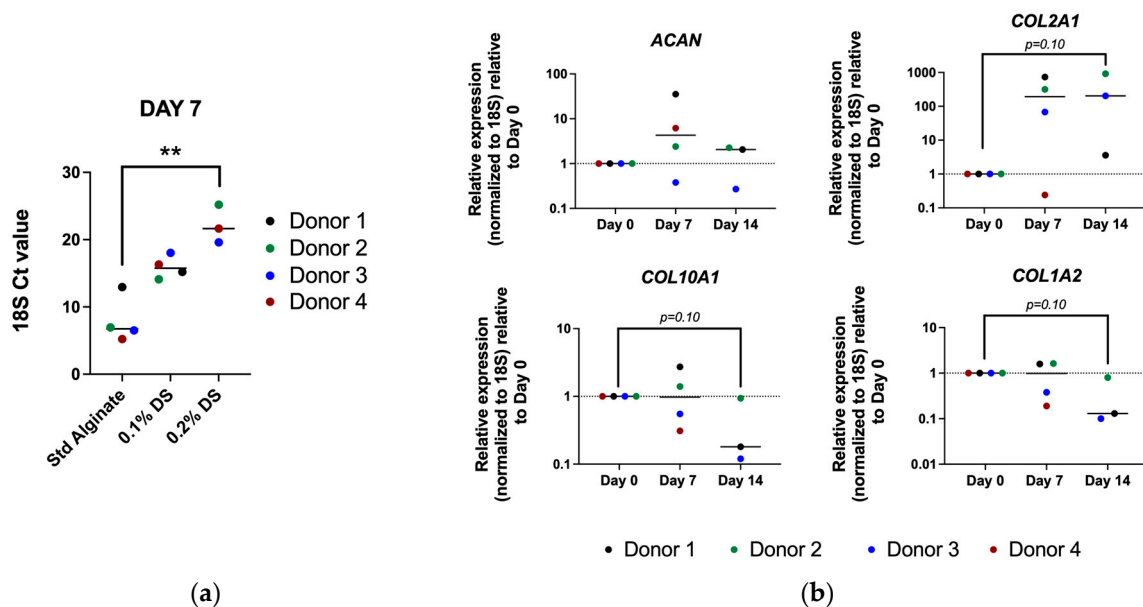 DAY 7
**
18S Ct value
30
20
10
0
Std Alginate
0.1% DS
0.2% DS
Donor 1
Donor 2
Donor 3
Donor 4
(a)
ACAN
Relative expression
(normalized to 18S) relative
to Day 0
100
10
1
0.1
Day 0
Day 7
Day 14
COL2A1
p=0.10
Relative expression
(normalized to 18S) relative
to Day 0
1000
100
10
1
0.1
Day 0
Day 7
Day 14
COL10A1
p=0.10
Relative expression
(normalized to 18S) relative
to Day 0
10
1
0.1
Day 0
Day 7
Day 14
COL1A2
p=0.10
Relative expression
(normalized to 18S) relative
to Day 0
10
1
0.1
0.01
Day 0
Day 7
Day 14
Donor 1
Donor 2
Donor 3
Donor 4
(b)